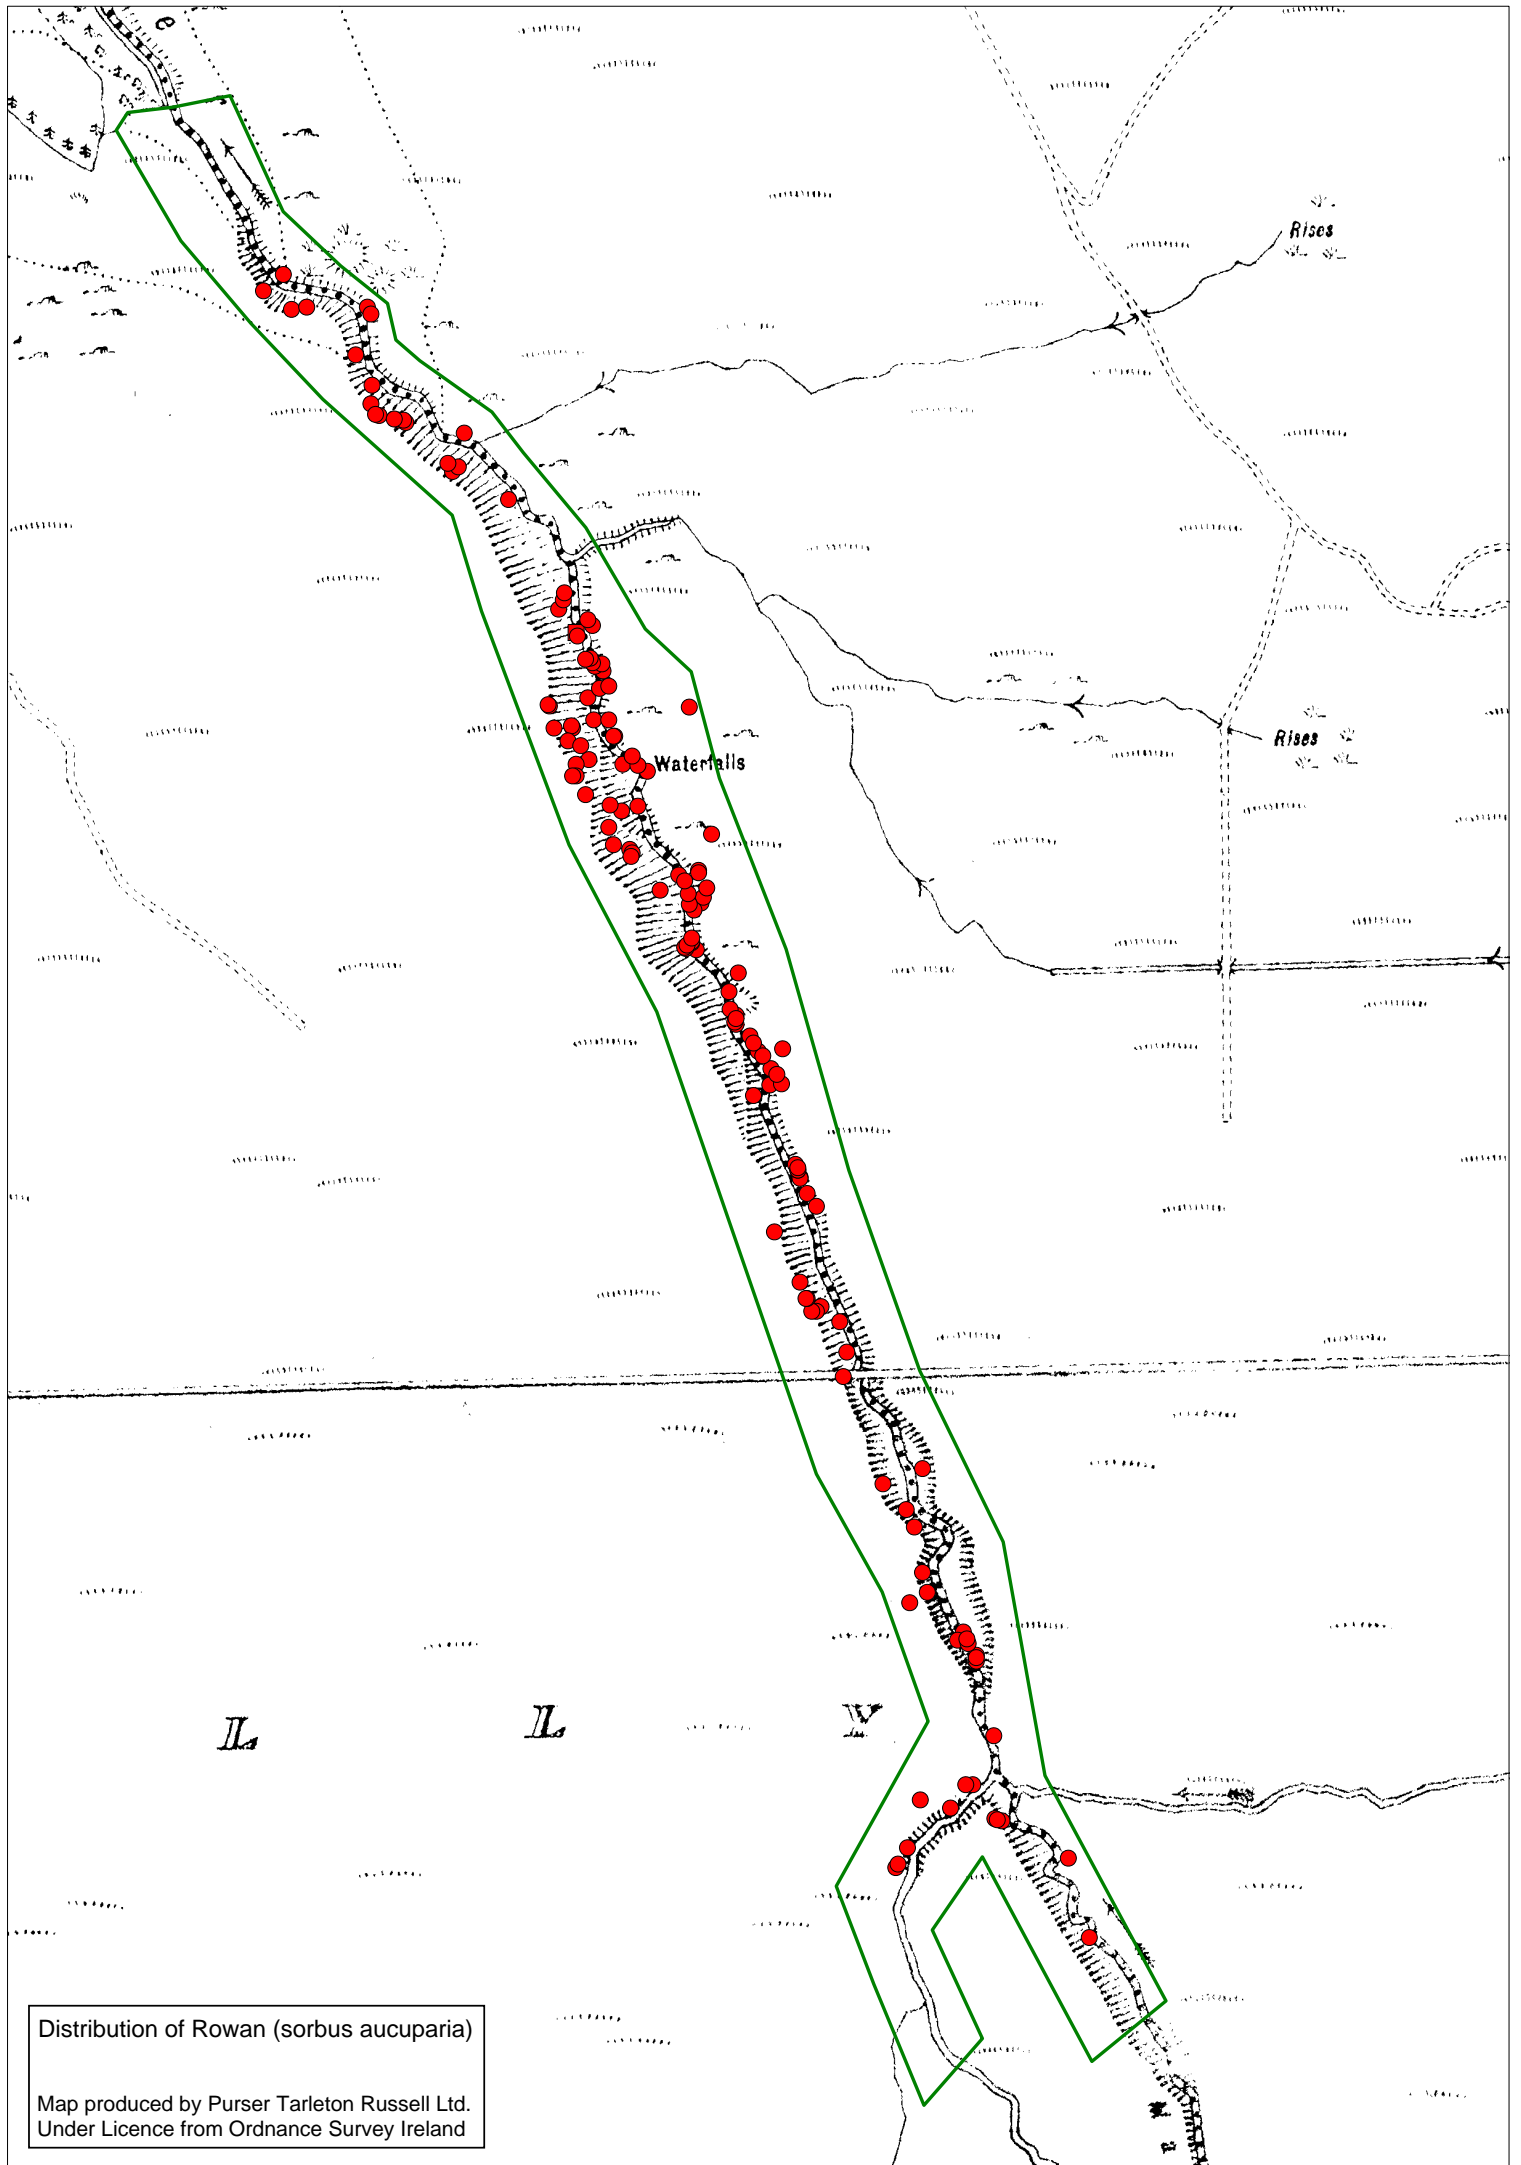 e
Rises
Rises
Waterfalls
L L Y
Distribution of Rowan (sorbus aucuparia)
Map produced by Purser Tarleton Russell Ltd.
Under Licence from Ordnance Survey Ireland